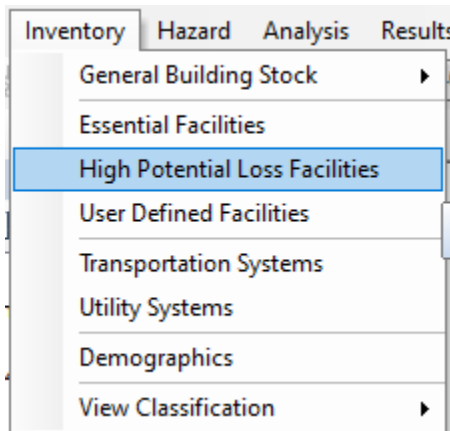 Inventory Hazard Analysis Results
General Building Stock
Essential Facilities
High Potential Loss Facilities
User Defined Facilities
Transportation Systems
Utility Systems
Demographics
View Classification